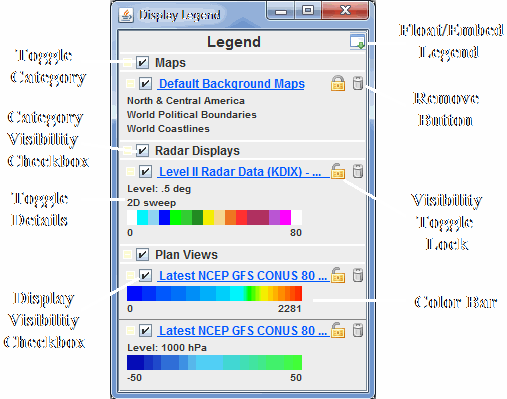 Display Legend
Legend
Float/Embed
Legend
Toggle
Category
Maps
Default Background Maps
North & Central America
World Political Boundaries
World Coastlines
Remove
Button
Category
Visibility
Checkbox
Radar Displays
Level II Radar Data (KDIX) - ...
Level: .5 deg
2D sweep
0 80
Toggle
Details
Visibility
Toggle
Lock
Plan Views
Latest NCEP GFS CONUS 80 ...
0 2281
Display
Visibility
Checkbox
Color Bar
Latest NCEP GFS CONUS 80 ...
Level: 1000 hPa
-50 50